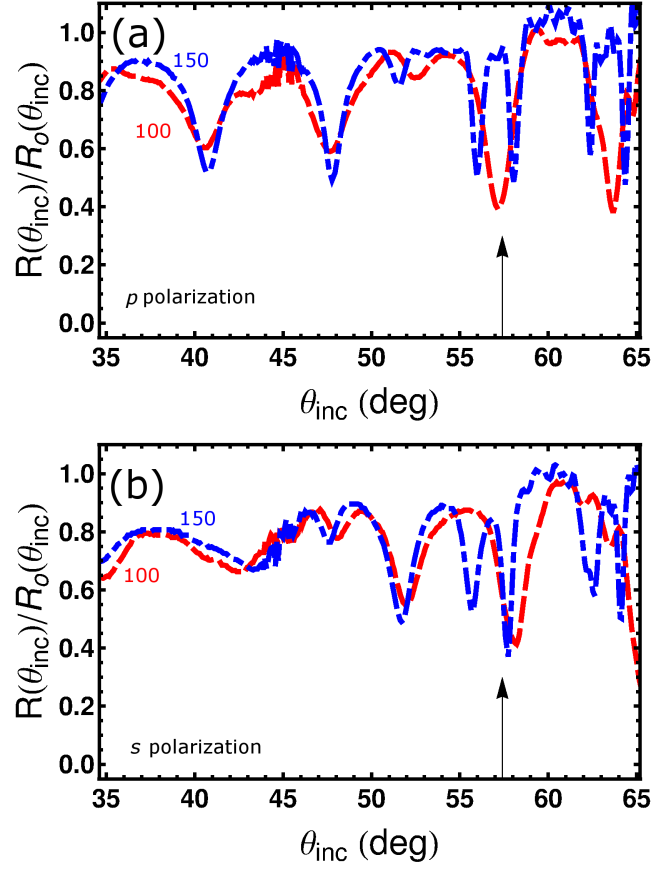 (a)
150
100
p polarization
R(θinc)/Ro(θinc)
1.0
0.8
0.6
0.4
0.2
0.0
35 40 45 50 55 60 65
θinc (deg)
(b)
150
100
s polarization
R(θinc)/Ro(θinc)
1.0
0.8
0.6
0.4
0.2
0.0
35 40 45 50 55 60 65
θinc (deg)